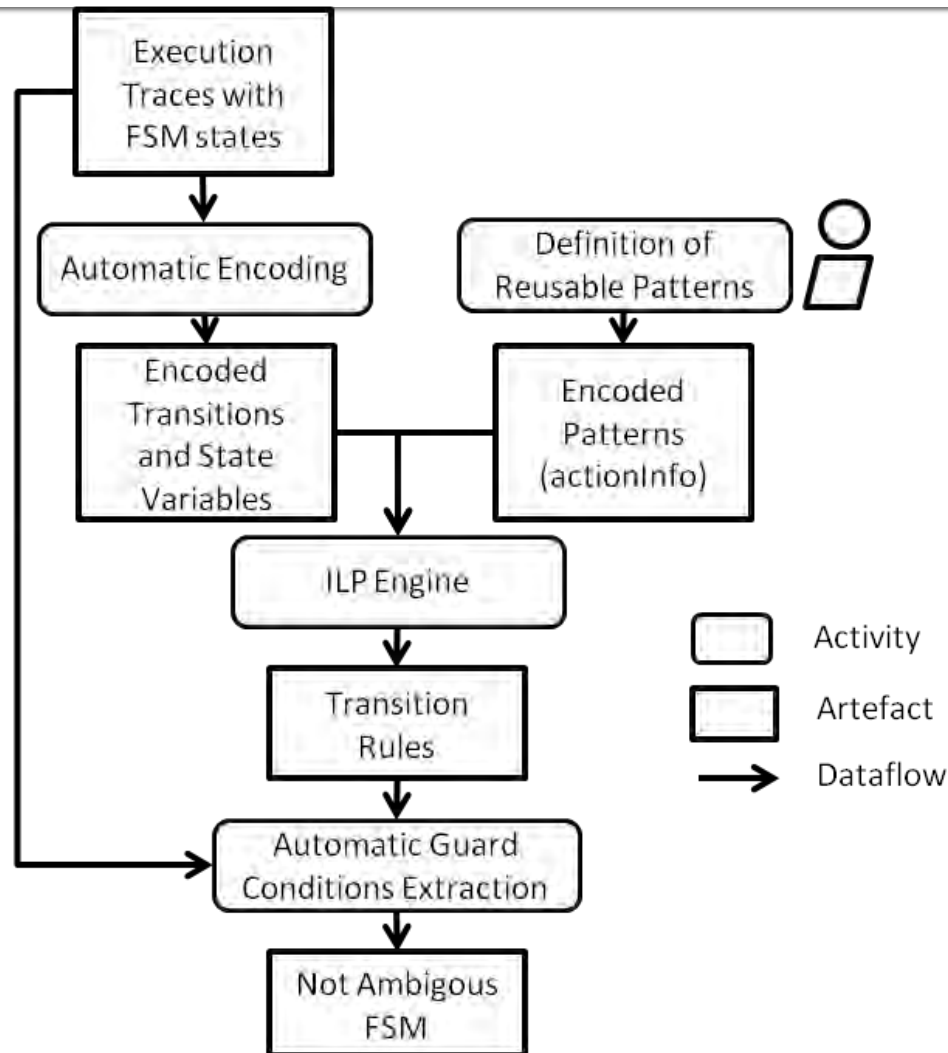 Execution
Traces with
FSM states
Automatic Encoding
Definition of
Reusable Patterns
Encoded
Transitions
and State
Variables
Encoded
Patterns
(actionInfo)
ILP Engine
Transition
Rules
Activity
Artefact
Dataflow
Automatic Guard
Conditions Extraction
Not Ambigous
FSM